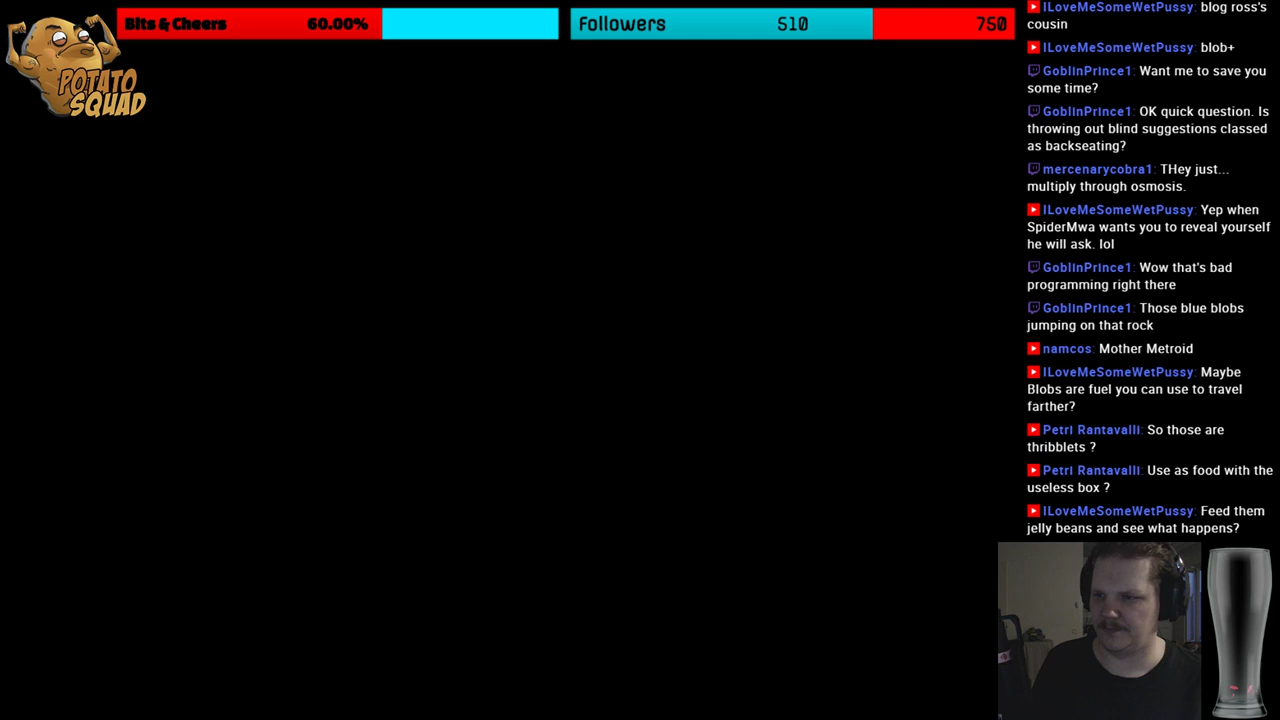 Bits & Cheers 60.00%
Followers 510 750
POTATO
SQUAD
ILoveMeSomeWetPussy: blog ross's
cousin
ILoveMeSomeWetPussy: blob+
GoblinPrince1: Want me to save you
some time?
GoblinPrince1: OK quick question. Is
throwing out blind suggestions classed
as backseating?
mercenarycobra1: THey just...
multiply through osmosis.
ILoveMeSomeWetPussy: Yep when
SpiderMwa wants you to reveal yourself
he will ask. lol
GoblinPrince1: Wow that's bad
programming right there
GoblinPrince1: Those blue blobs
jumping on that rock
namcos: Mother Metroid
ILoveMeSomeWetPussy: Maybe
Blobs are fuel you can use to travel
farther?
Petri Rantavalli: So those are
thribblets ?
Petri Rantavalli: Use as food with the
useless box ?
ILoveMeSomeWetPussy: Feed them
jelly beans and see what happens?